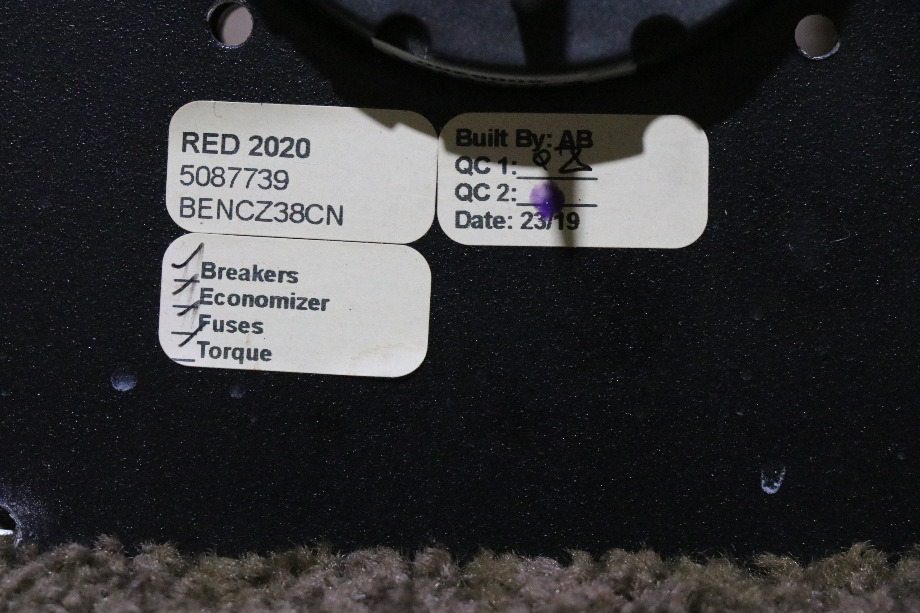 RED 2020
5087739
BENCZ38CN
Built By: AB
QC 1:
QC 2:
Date: 23/19
Breakers
Economizer
Fuses
Torque